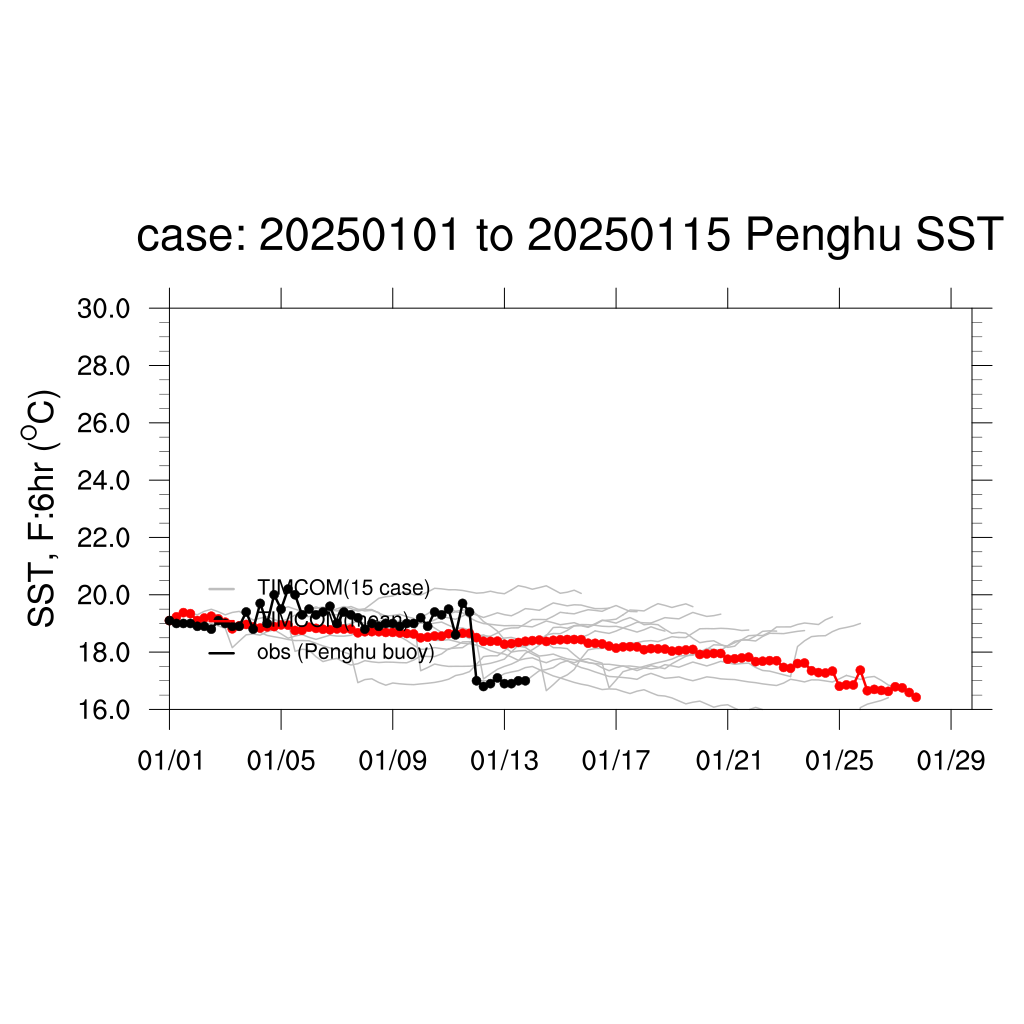 case: 20250101 to 20250115 Penghu SST
30.0
28.0
26.0
24.0
22.0
20.0
18.0
16.0
SST, F:6hr (°C)
TIMCOM(15 case)
TIMCOM(mean)
obs (Penghu buoy)
01/01 01/05 01/09 01/13 01/17 01/21 01/25 01/29